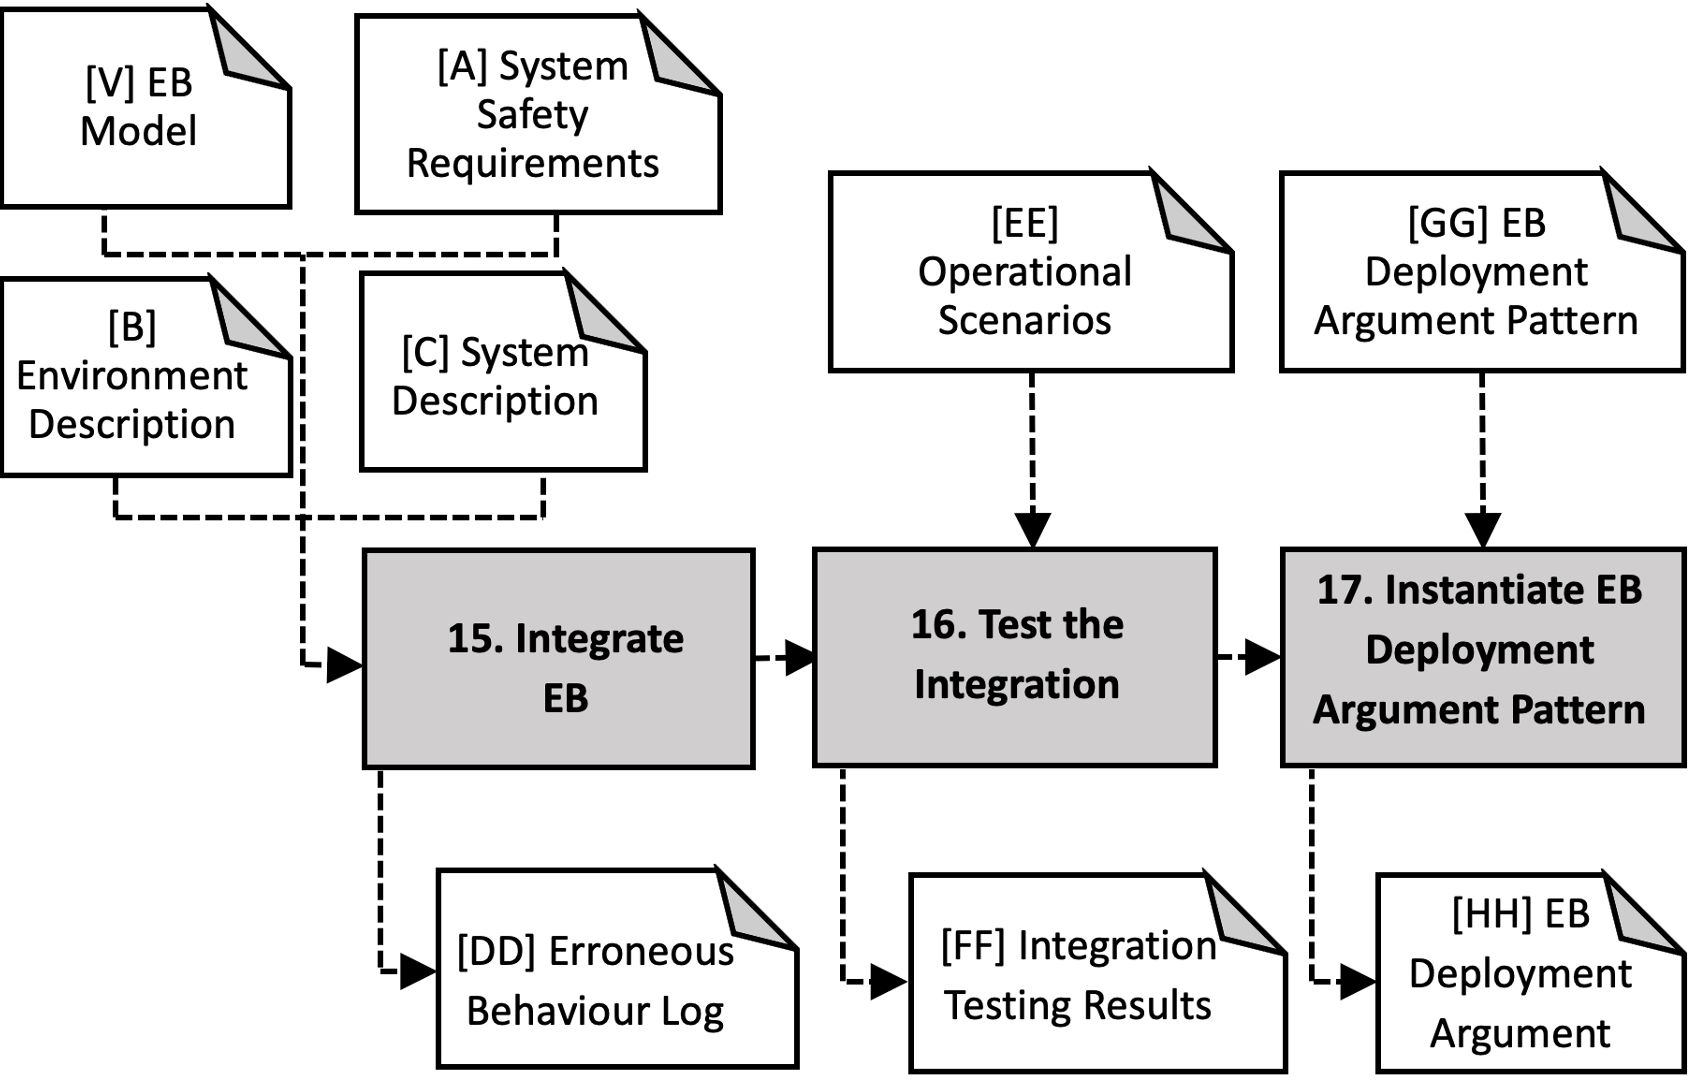 [V] EB
Model
[A] System
Safety
Requirements
[B]
Environment
Description
[C] System
Description
[EE]
Operational
Scenarios
[GG] EB
Deployment
Argument Pattern
15. Integrate
EB
16. Test the
Integration
17. Instantiate EB
Deployment
Argument Pattern
[DD] Erroneous
Behaviour Log
[FF] Integration
Testing Results
[HH] EB
Deployment
Argument